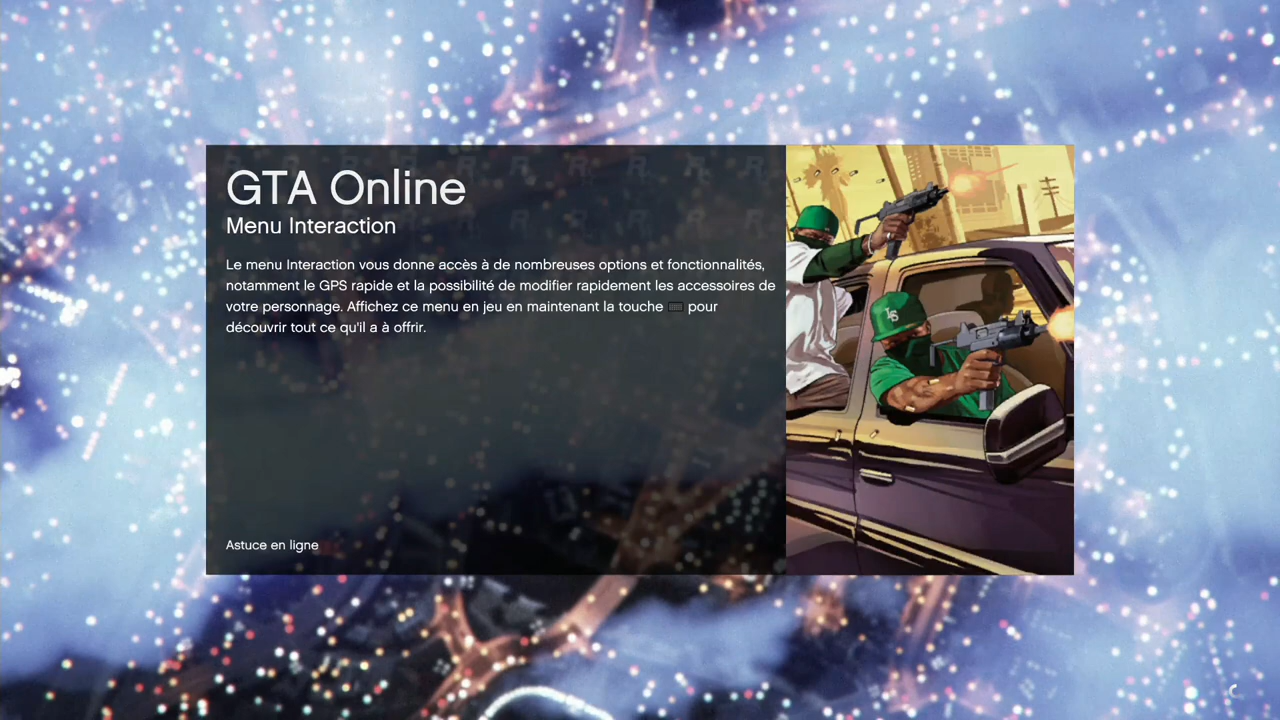 GTA Online
Menu Interaction
Le menu Interaction vous donne accès à de nombreuses options et fonctionnalités,
notamment le GPS rapide et la possibilité de modifier rapidement les accessoires de
votre personnage. Affichez ce menu en jeu en maintenant la touche pour
découvrir tout ce qu'il a à offrir.
LS
Astuce en ligne